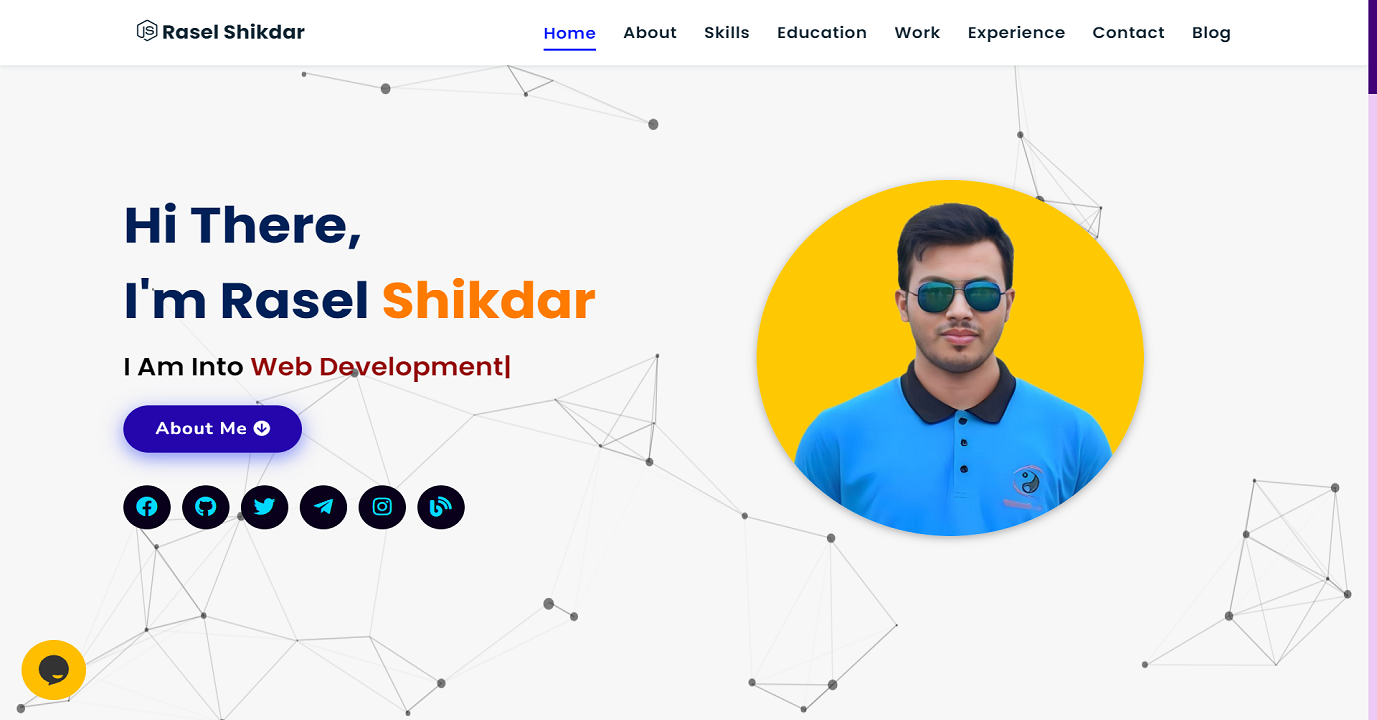 JS Rasel Shikdar
Home About Skills Education Work Experience Contact Blog
Hi There,
I'm Rasel Shikdar
I Am Into Web Development|
About Me